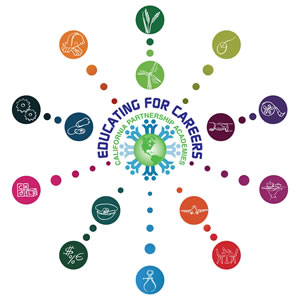 EDUCATING FOR CAREERS
CALIFORNIA PARTNERSHIP ACADEMIES
$%
¥€